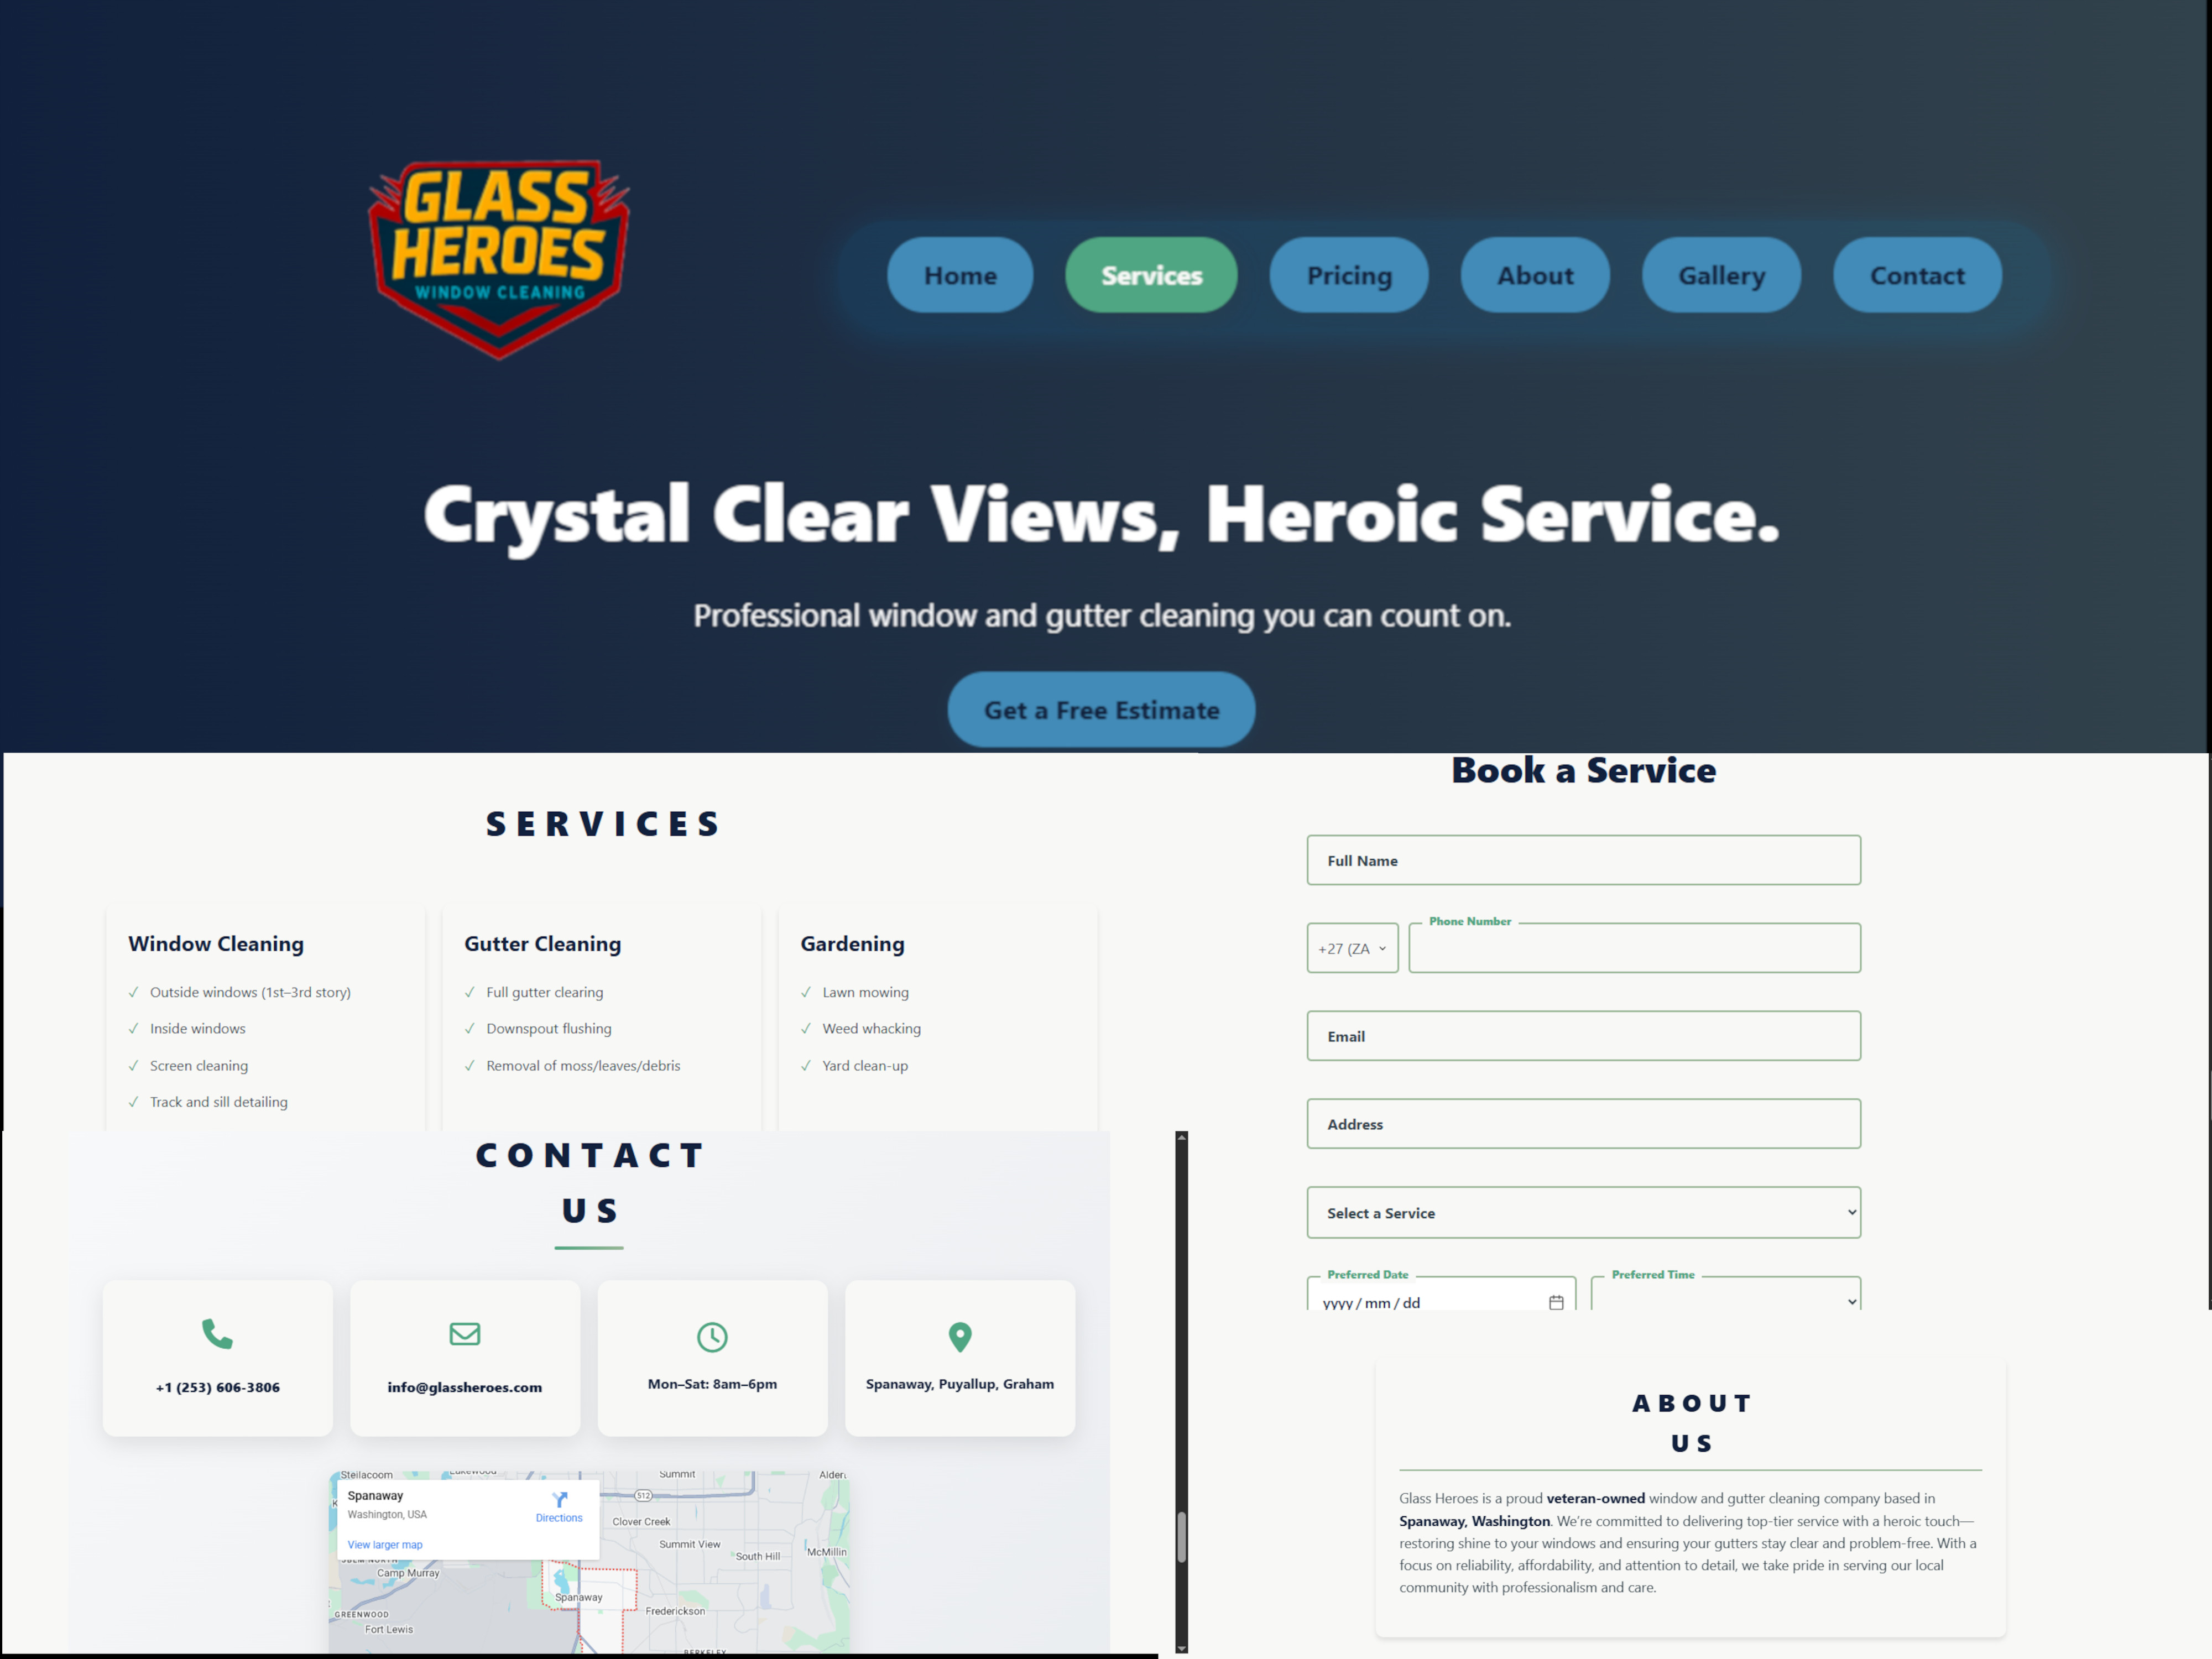 GLASS
HEROES
WINDOW CLEANING
Home
Services
Pricing
About
Gallery
Contact
Crystal Clear Views, Heroic Service.
Professional window and gutter cleaning you can count on.
Get a Free Estimate
SERVICES
Window Cleaning
✓ Outside windows (1st–3rd story)
✓ Inside windows
✓ Screen cleaning
✓ Track and sill detailing
Gutter Cleaning
✓ Full gutter clearing
✓ Downspout flushing
✓ Removal of moss/leaves/debris
Gardening
✓ Lawn mowing
✓ Weed whacking
✓ Yard clean-up
Book a Service
Full Name
+27 (ZA
Phone Number
Email
Address
Select a Service
Preferred Date
yyyy / mm / dd
Preferred Time
CONTACT
US
+1 (253) 606-3806
info@glassheroes.com
Mon–Sat: 8am–6pm
Spanaway, Puyallup, Graham
Steilacoom
Lakewood
Summit
Spanaway
Washington, USA
Directions
View larger map
512
Clover Creek
Summit View
South Hill
McMillin
Camp Murray
Spanaway
Frederickson
GREENWOOD
Fort Lewis
BERKELEY
ABOUT
US
Glass Heroes is a proud veteran-owned window and gutter cleaning company based in
Spanaway, Washington. We're committed to delivering top-tier service with a heroic touch—
restoring shine to your windows and ensuring your gutters stay clear and problem-free. With a
focus on reliability, affordability, and attention to detail, we take pride in serving our local
community with professionalism and care.